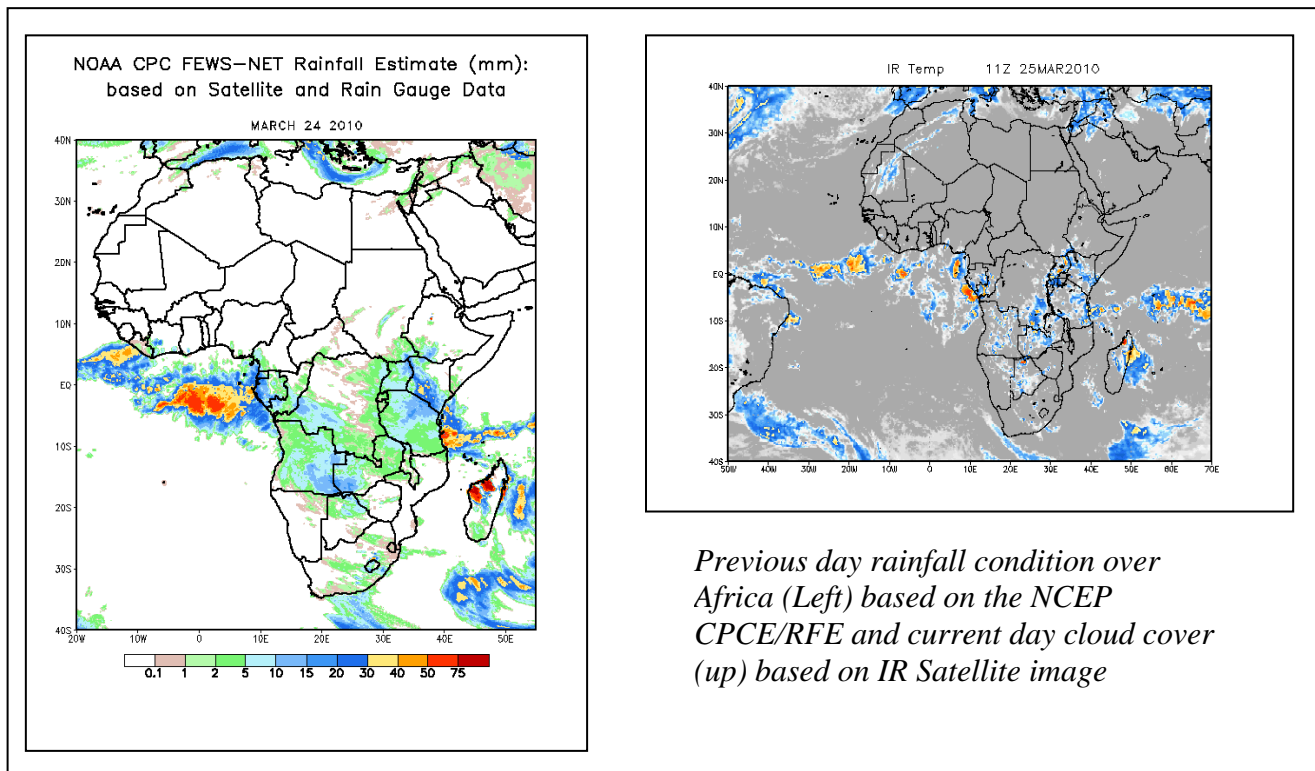 NOAA CPC FEWS-NET Rainfall Estimate (mm):
based on Satellite and Rain Gauge Data
MARCH 24 2010
40N
30N
20N
10N
EQ
10S
20S
30S
40S
20W 10W 0 10E 20E 30E 40E 50E
0.1 1 2 5 10 15 20 30 40 50 75
IR Temp 11Z 25MAR2010
40N
30N
20N
10N
EQ
10S
20S
30S
40S
50W 40W 30W 20W 10W 0 10E 20E 30E 40E 50E 60E 70E
Previous day rainfall condition over
Africa (Left) based on the NCEP
CPCE/RFE and current day cloud cover
(up) based on IR Satellite image